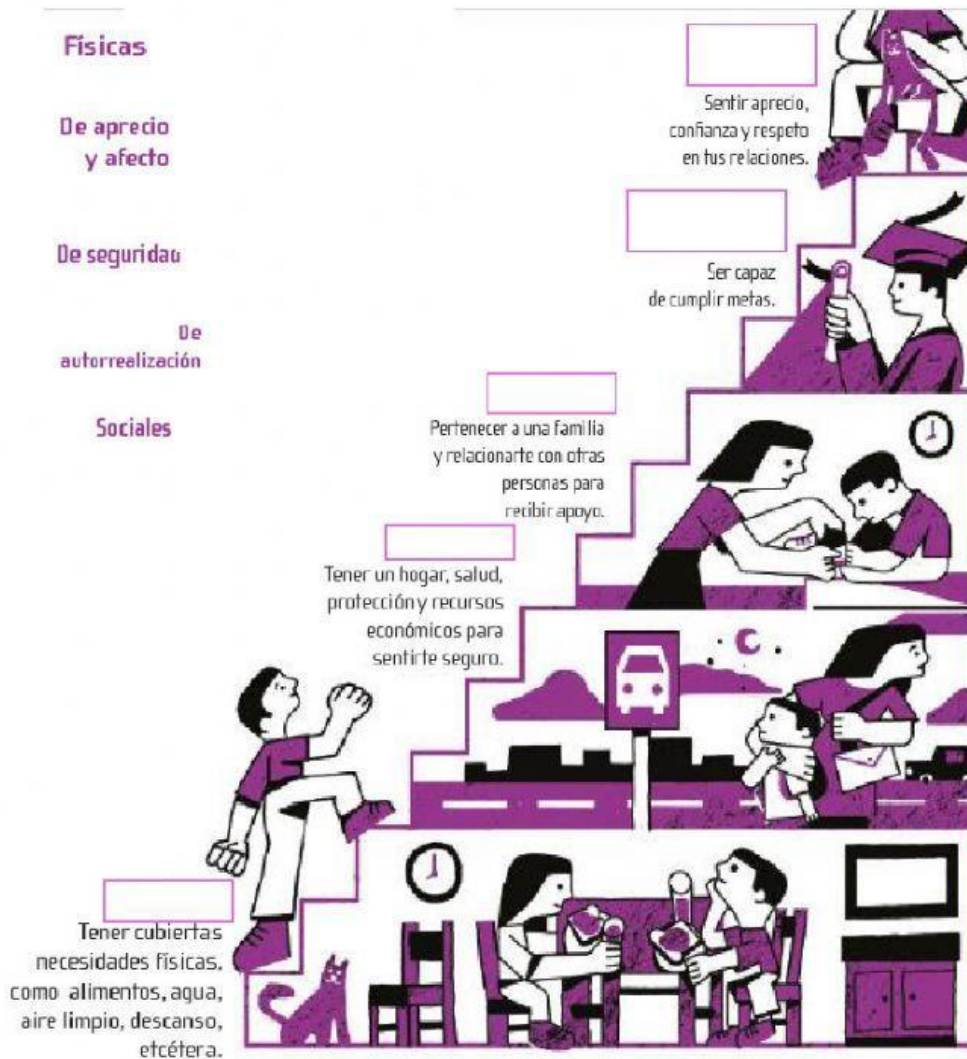 Físicas
De aprecio
y afecto
De seguridad
De
autorrealización
Sociales
Sentir aprecio,
confianza y respeto
en tus relaciones.
Ser capaz
de cumplir metas.
Pertenecer a una familia
y relacionarte con otras
personas para
recibir apoyo.
Tener un hogar, salud,
protección y recursos
económicos para
sentirte seguro.
Tener cubiertas
necesidades físicas,
como alimentos, agua,
aire limpio, descanso,
etcétera.